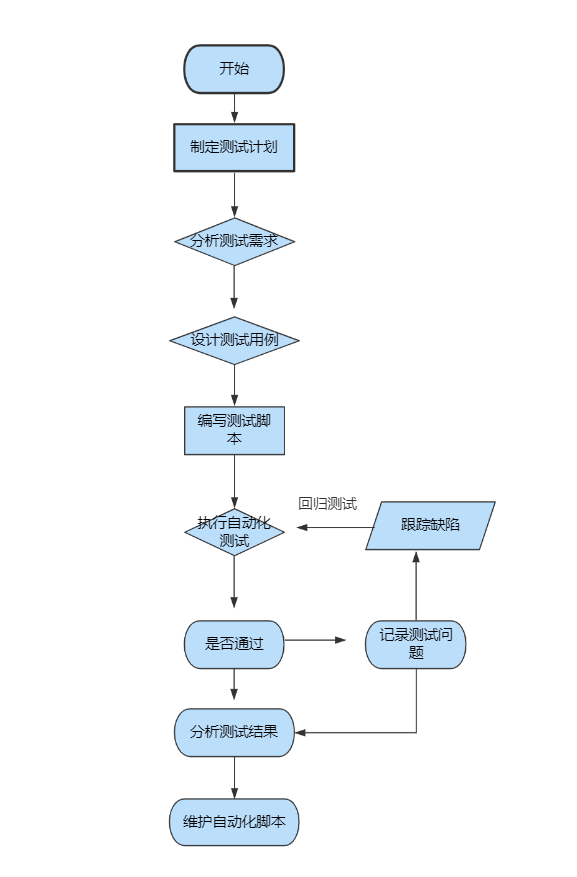 开始
制定测试计划
分析测试需求
设计测试用例
编写测试脚
本
执行自动化
测试
回归测试
跟踪缺陷
是否通过
记录测试问
题
分析测试结果
维护自动化脚本